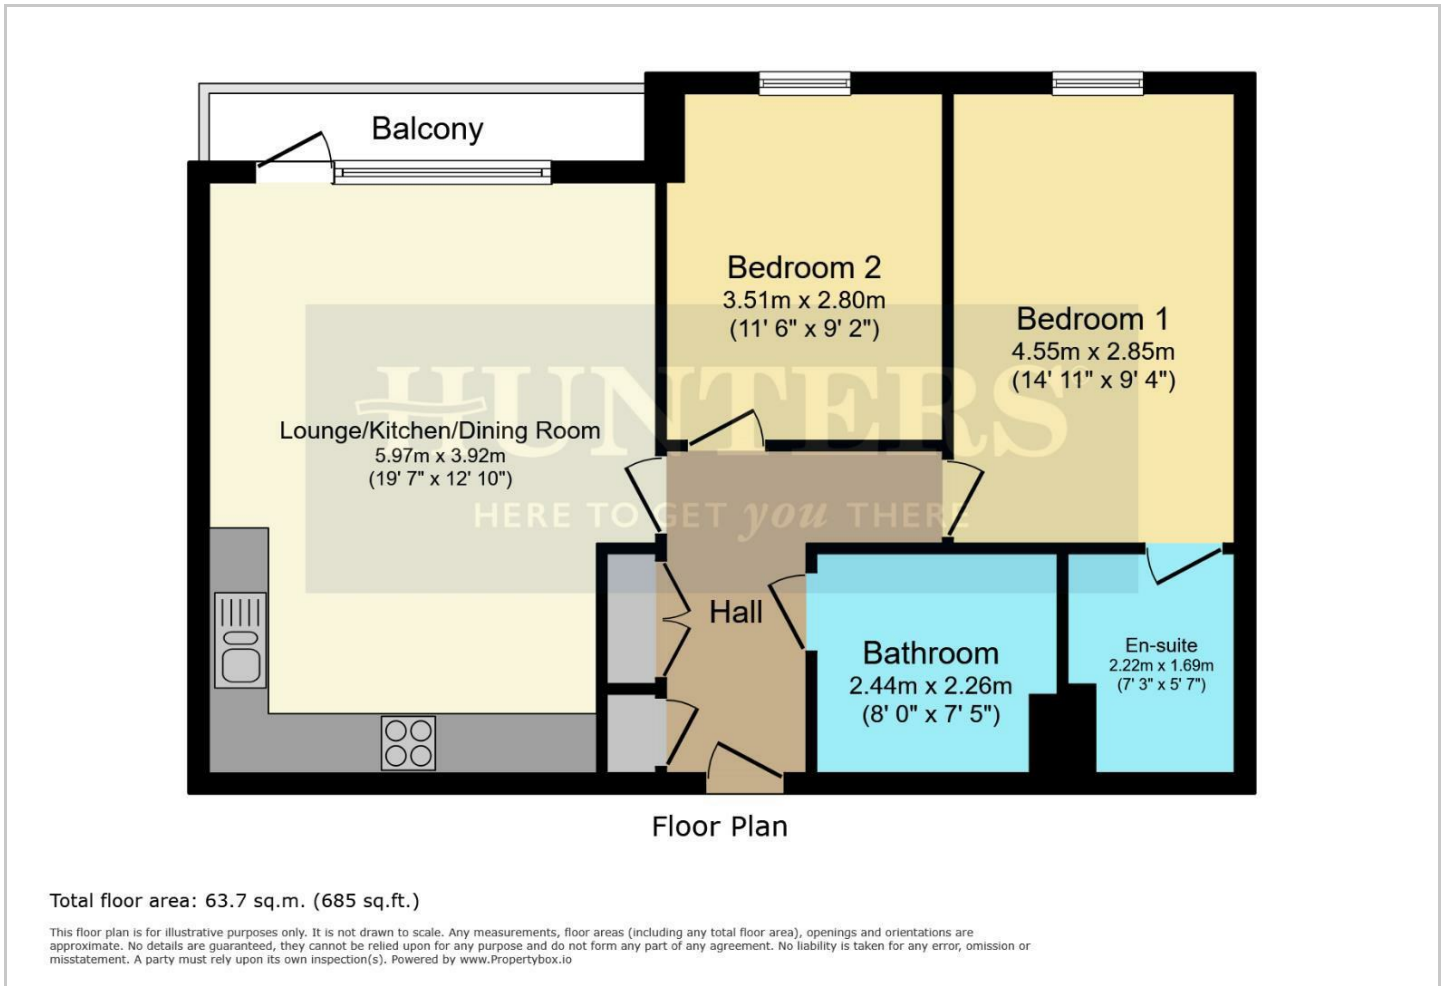 Balcony
Bedroom 2
3.51m x 2.80m
(11' 6" x 9' 2")
Bedroom 1
4.55m x 2.85m
(14' 11" x 9' 4")
HUNTERS
HERE TO GET you THERE
Lounge/Kitchen/Dining Room
5.97m x 3.92m
(19' 7" x 12' 10")
Hall
Bathroom
2.44m x 2.26m
(8' 0" x 7' 5")
En-suite
2.22m x 1.69m
(7' 3" x 5' 7")
Floor Plan
Total floor area: 63.7 sq.m. (685 sq.ft.)
This floor plan is for illustrative purposes only. It is not drawn to scale. Any measurements, floor areas (including any total floor area), openings and orientations are
approximate. No details are guaranteed, they cannot be relied upon for any purpose and do not form any part of any agreement. No liability is taken for any error, omission or
misstatement. A party must rely upon its own inspection(s). Powered by www.Propertybox.io